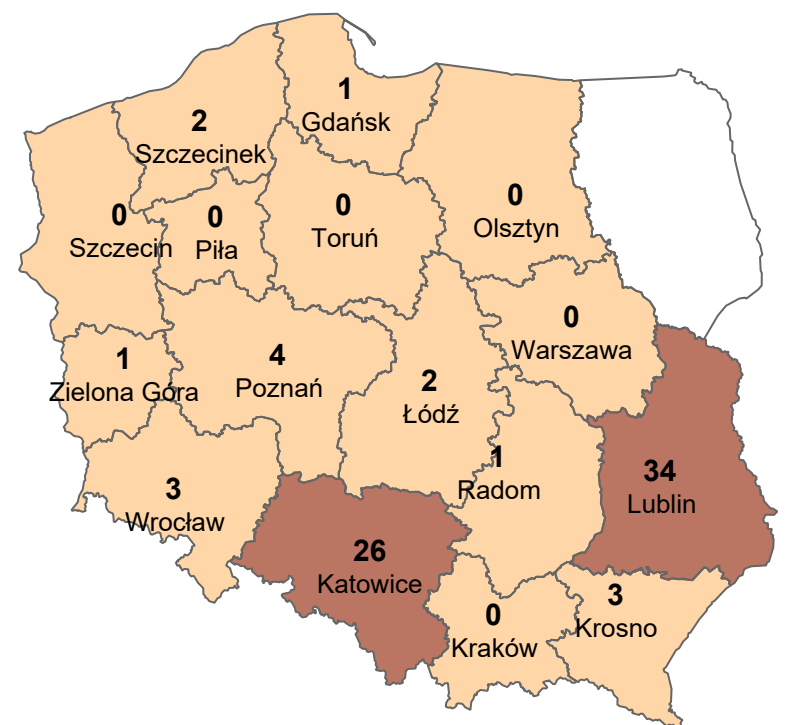 1
Gdańsk
2
Szczecinek
0
Szczecin
0
Piła
0
Toruń
0
Olsztyn
0
Warszawa
1
Zielona Góra
4
Poznań
2
Łódź
1
Radom
34
Lublin
3
Wrocław
26
Katowice
0
Kraków
3
Krosno